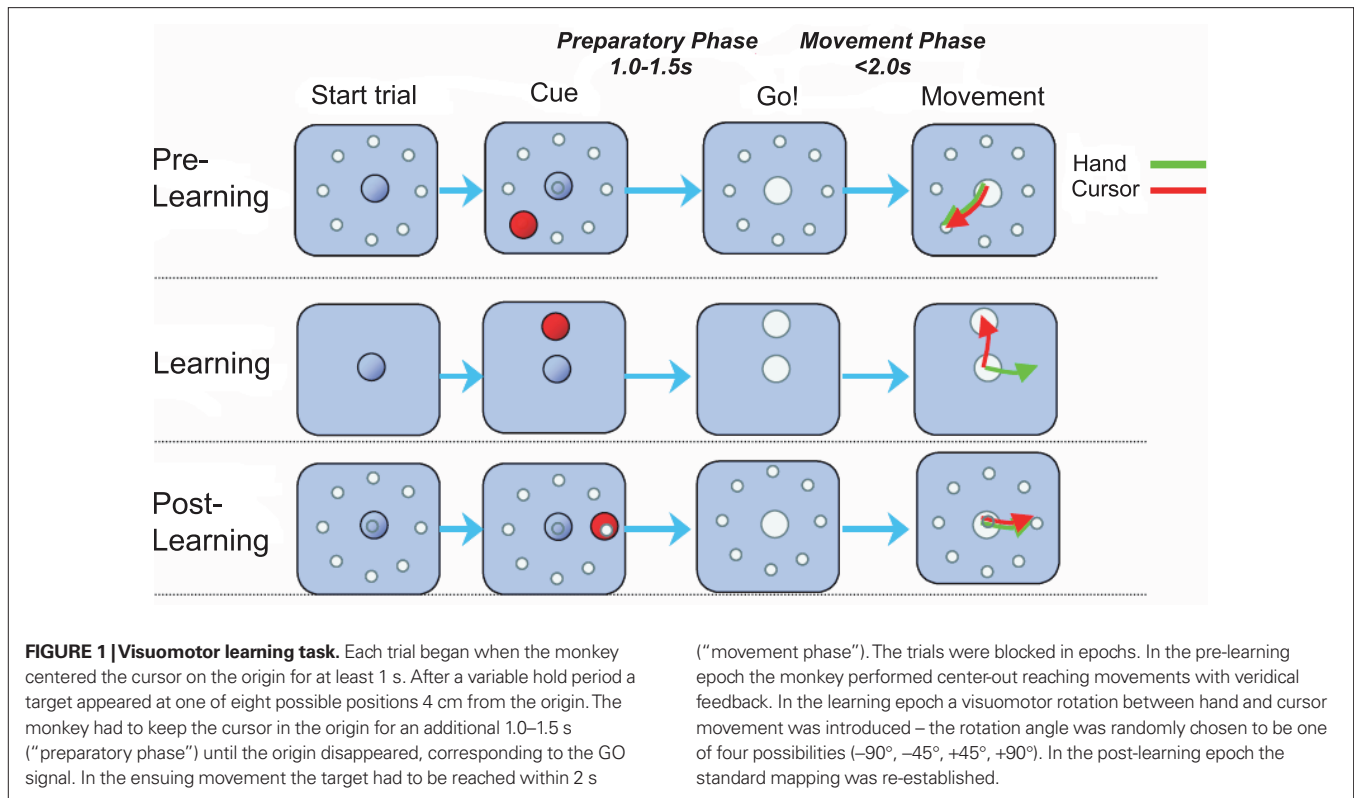 Preparatory Phase
1.0-1.5s
Movement Phase
<2.0s
Start trial
Cue
Go!
Movement
Pre-
Learning
Hand
Cursor
Learning
Post-
Learning
FIGURE 1 | Visuomotor learning task. Each trial began when the monkey
centered the cursor on the origin for at least 1 s. After a variable hold period a
target appeared at one of eight possible positions 4 cm from the origin. The
monkey had to keep the cursor in the origin for an additional 1.0–1.5 s
(“preparatory phase”) until the origin disappeared, corresponding to the GO
signal. In the ensuing movement the target had to be reached within 2 s
(“movement phase”). The trials were blocked in epochs. In the pre-learning
epoch the monkey performed center-out reaching movements with veridical
feedback. In the learning epoch a visuomotor rotation between hand and cursor
movement was introduced – the rotation angle was randomly chosen to be one
of four possibilities (–90°, –45°, +45°, +90°). In the post-learning epoch the
standard mapping was re-established.